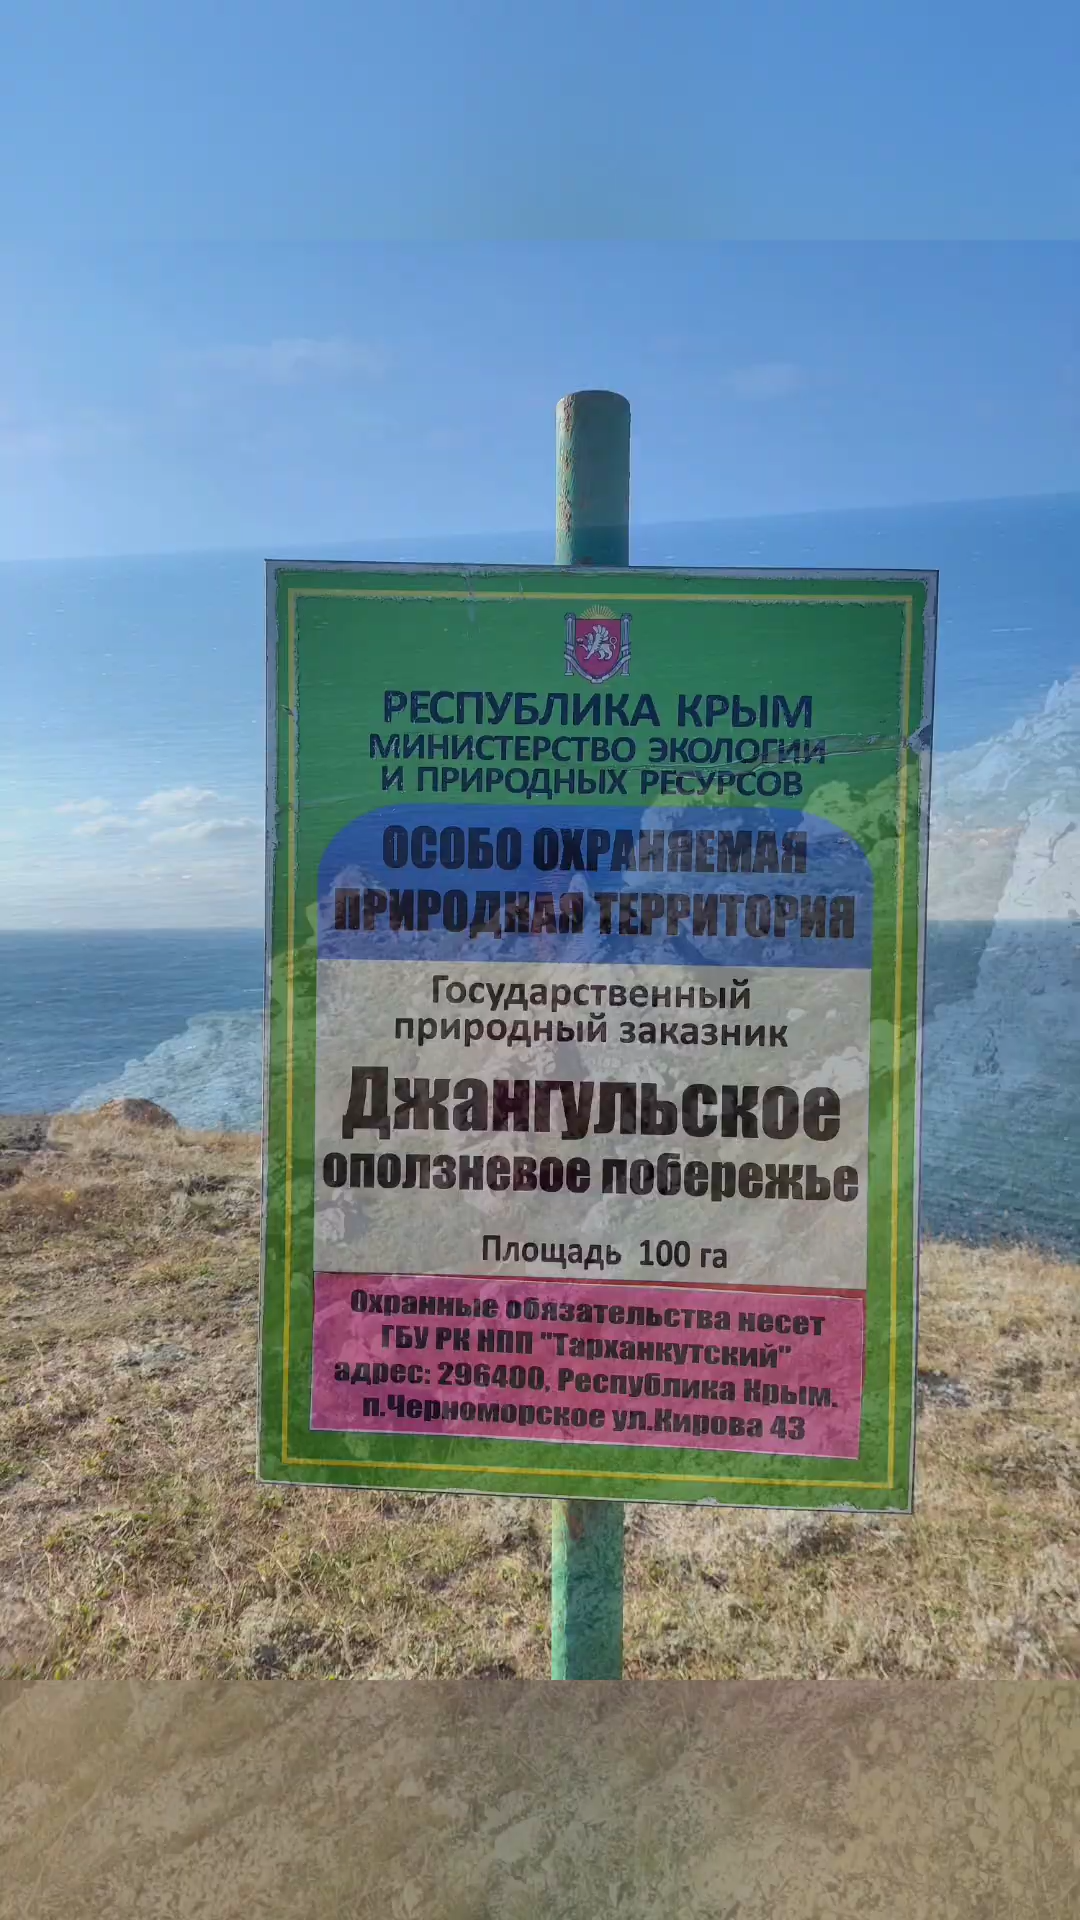 РЕСПУБЛИКА КРЫМ
МИНИСТЕРСТВО ЭКОЛОГИИ
И ПРИРОДНЫХ РЕСУРСОВ
ОСОБО ОХРАНЯЕМАЯ
ПРИРОДНАЯ ТЕРРИТОРИЯ
Государственный
природный заказник
Джангульское
оползневое побережье
Площадь 100 га
Охранные обязательства несет
ГБУ РК НПП "Тарханкутский"
адрес: 296400, Республика Крым.
п.Черноморское ул.Кирова 43